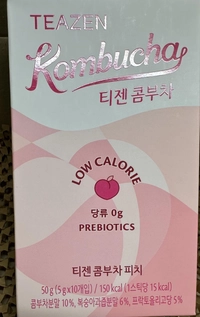 TEAZEN
Kombucha
티젠 콤부차
LOW CALORIE
당류 0g
PREBIOTICS
티젠 콤부차 피치
50 g (5 g x 10개입) / 150 kcal (1스틱당 15 kcal)
콤부차분말 10%, 복숭아과즙분말 6%, 프락토올리고당 5%